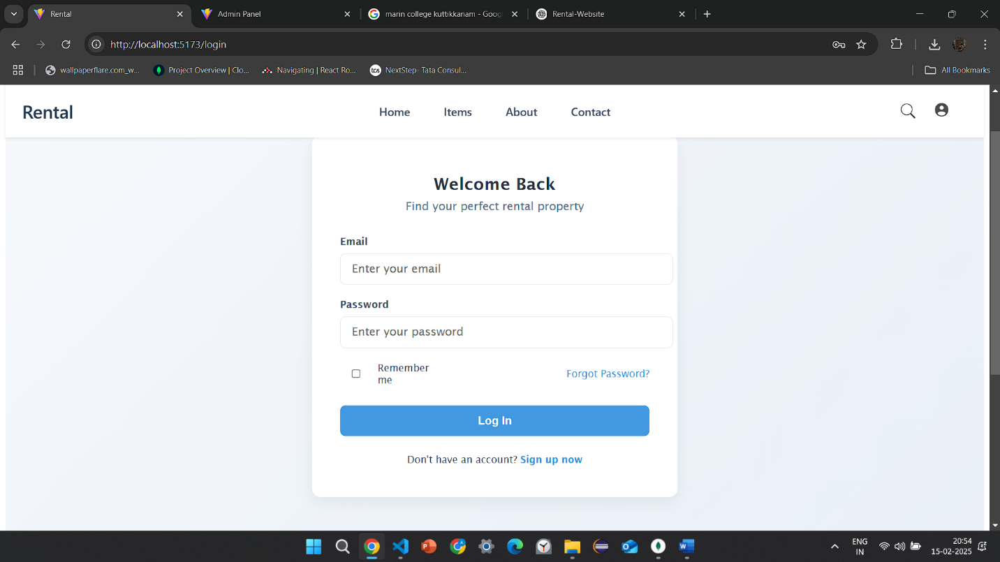 Rental
Admin Panel
marin college kuttikkanam - Goog
Rental-Website
http://localhost:5173/login
wallpaperflare.com_w...
Project Overview | Clo...
Navigating | React Ro...
tcs
NextStep- Tata Consul...
All Bookmarks
Rental
Home
Items
About
Contact
Welcome Back
Find your perfect rental property
Email
Enter your email
Password
Enter your password
Remember
me
Forgot Password?
Log In
Don't have an account? Sign up now
ENG
IN
20:54
15-02-2025